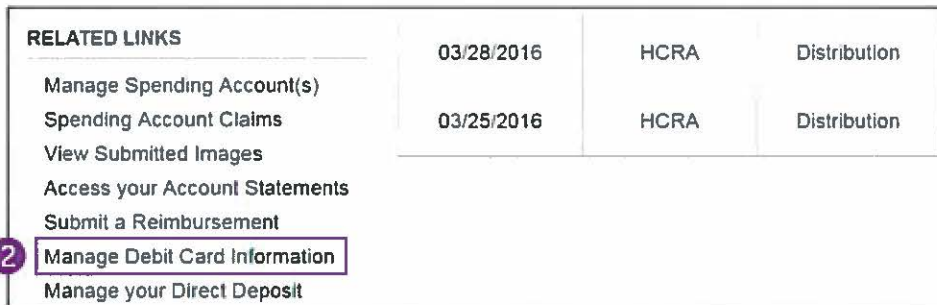 RELATED LINKS
Manage Spending Account(s)
Spending Account Claims
View Submitted Images
Access your Account Statements
Submit a Reimbursement
2 Manage Debit Card Information
Manage your Direct Deposit
03/28/2016 HCRA Distribution
03/25/2016 HCRA Distribution